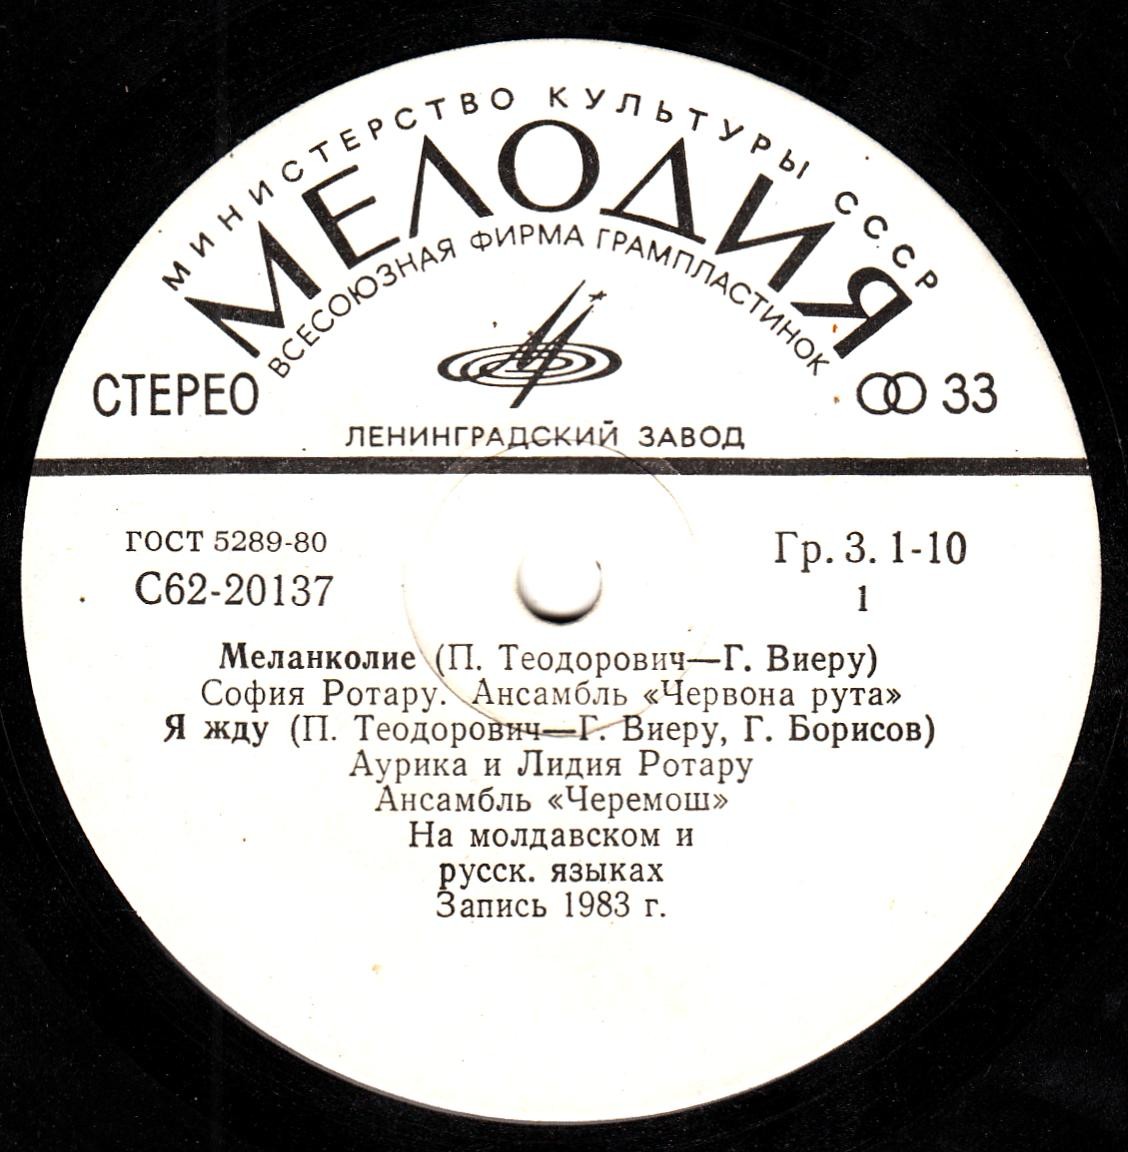 МИНИСТЕРСТВО КУЛЬТУРЫ СССР
МЕЛОДИЯ
ВСЕСОЮЗНАЯ ФИРМА ГРАМПЛАСТИНОК
СТЕРЕО
33
ЛЕНИНГРАДСКИЙ ЗАВОД
ГОСТ 5289-80
Гр. 3. 1-10
С62-20137
1
Меланколие (П. Теодорович—Г. Виеру)
София Ротару. Ансамбль «Червона рута»
Я жду (П. Теодорович—Г. Виеру, Г. Борисов)
Аурика и Лидия Ротару
Ансамбль «Черемош»
На молдавском и
русск. языках
Запись 1983 г.